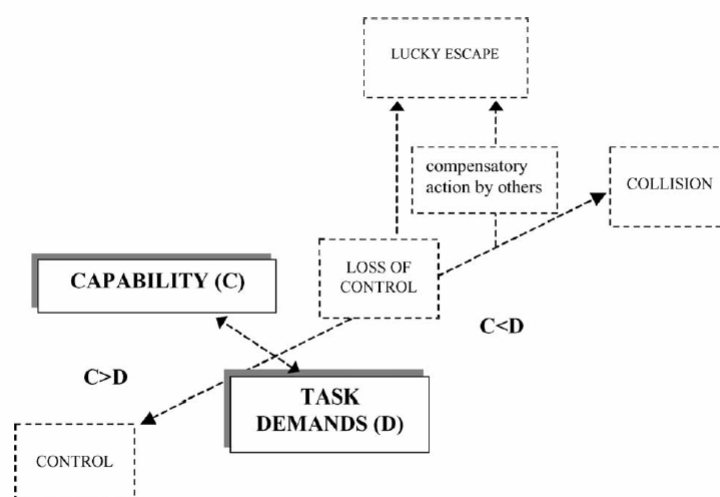 LUCKY ESCAPE
compensatory
action by others
COLLISION
LOSS OF
CONTROL
CAPABILITY (C)
C<D
C>D
TASK
DEMANDS (D)
CONTROL